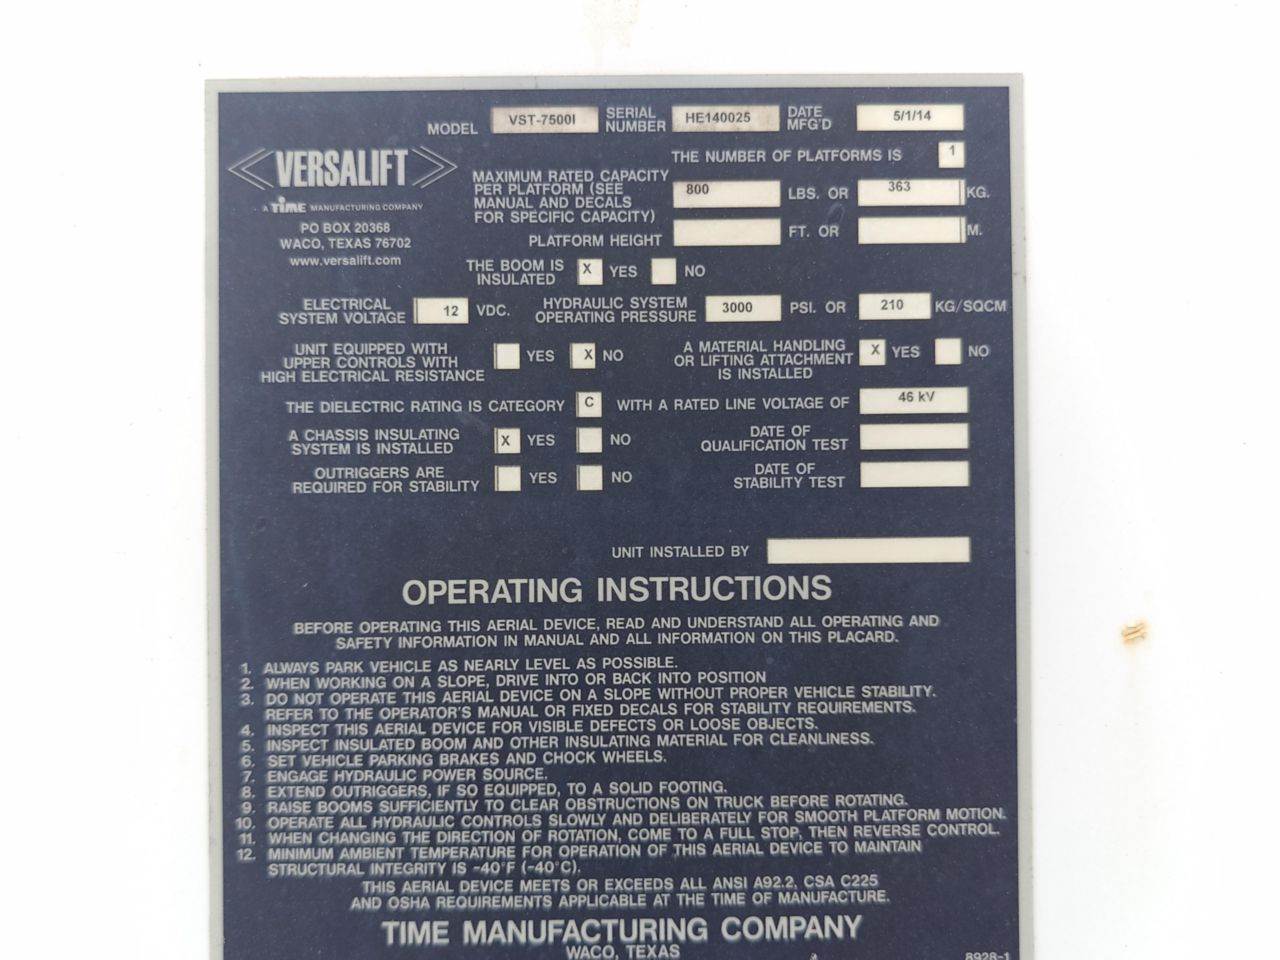 MODEL VST-7500I SERIAL NUMBER HE140025 DATE MFG'D 5/1/14
VERSALIFT
A TIME MANUFACTURING COMPANY
PO BOX 20368
WACO, TEXAS 76702
www.versalift.com
THE NUMBER OF PLATFORMS IS 1
MAXIMUM RATED CAPACITY
PER PLATFORM (SEE
MANUAL AND DECALS
FOR SPECIFIC CAPACITY) 800 LBS. OR 363 KG.
PLATFORM HEIGHT FT. OR M.
THE BOOM IS
INSULATED X YES NO
ELECTRICAL
SYSTEM VOLTAGE 12 VDC.
HYDRAULIC SYSTEM
OPERATING PRESSURE 3000 PSI. OR 210 KG/SQCM
UNIT EQUIPPED WITH
UPPER CONTROLS WITH
HIGH ELECTRICAL RESISTANCE YES X NO
A MATERIAL HANDLING
OR LIFTING ATTACHMENT
IS INSTALLED X YES NO
THE DIELECTRIC RATING IS CATEGORY C WITH A RATED LINE VOLTAGE OF 46 kV
A CHASSIS INSULATING
SYSTEM IS INSTALLED X YES NO
DATE OF
QUALIFICATION TEST
OUTRIGGERS ARE
REQUIRED FOR STABILITY YES NO
DATE OF
STABILITY TEST
UNIT INSTALLED BY
OPERATING INSTRUCTIONS
BEFORE OPERATING THIS AERIAL DEVICE, READ AND UNDERSTAND ALL OPERATING AND
SAFETY INFORMATION IN MANUAL AND ALL INFORMATION ON THIS PLACARD.
1. ALWAYS PARK VEHICLE AS NEARLY LEVEL AS POSSIBLE.
2. WHEN WORKING ON A SLOPE, DRIVE INTO OR BACK INTO POSITION
3. DO NOT OPERATE THIS AERIAL DEVICE ON A SLOPE WITHOUT PROPER VEHICLE STABILITY.
REFER TO THE OPERATOR'S MANUAL OR FIXED DECALS FOR STABILITY REQUIREMENTS.
4. INSPECT THIS AERIAL DEVICE FOR VISIBLE DEFECTS OR LOOSE OBJECTS.
5. INSPECT INSULATED BOOM AND OTHER INSULATING MATERIAL FOR CLEANLINESS.
6. SET VEHICLE PARKING BRAKES AND CHOCK WHEELS.
7. ENGAGE HYDRAULIC POWER SOURCE.
8. EXTEND OUTRIGGERS, IF SO EQUIPPED, TO A SOLID FOOTING.
9. RAISE BOOMS SUFFICIENTLY TO CLEAR OBSTRUCTIONS ON TRUCK BEFORE ROTATING.
10. OPERATE ALL HYDRAULIC CONTROLS SLOWLY AND DELIBERATELY FOR SMOOTH PLATFORM MOTION.
11. WHEN CHANGING THE DIRECTION OF ROTATION, COME TO A FULL STOP, THEN REVERSE CONTROL.
12. MINIMUM AMBIENT TEMPERATURE FOR OPERATION OF THIS AERIAL DEVICE TO MAINTAIN
STRUCTURAL INTEGRITY IS -40°F (-40°C).
THIS AERIAL DEVICE MEETS OR EXCEEDS ALL ANSI A92.2, CSA C225
AND OSHA REQUIREMENTS APPLICABLE AT THE TIME OF MANUFACTURE.
TIME MANUFACTURING COMPANY
WACO, TEXAS
8928-1